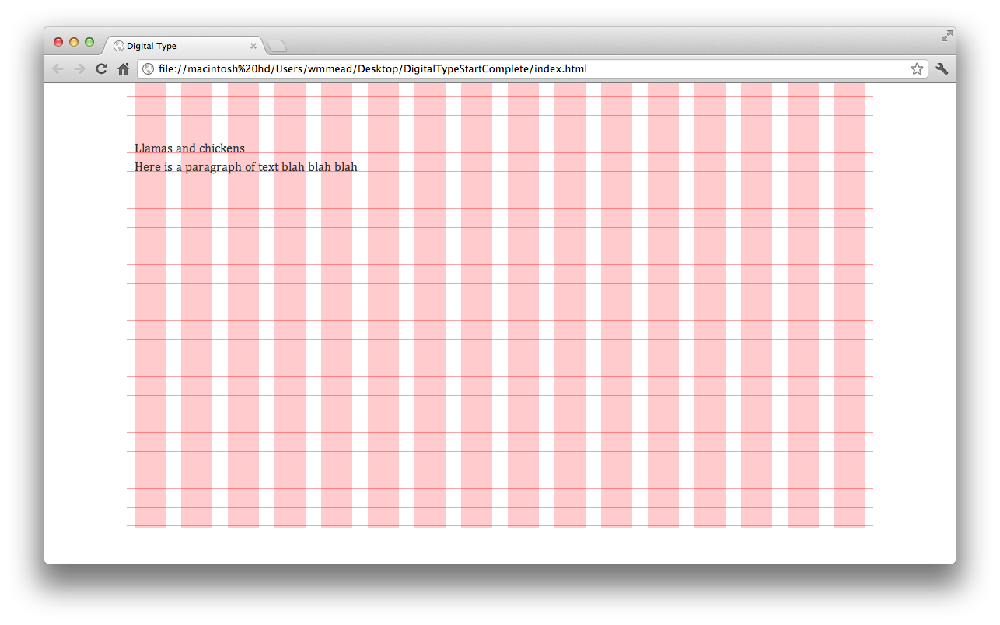 Digital Type
file://macintosh%20hd/Users/wmmead/Desktop/DigitalTypeStartComplete/index.html
Llamas and chickens
Here is a paragraph of text blah blah blah